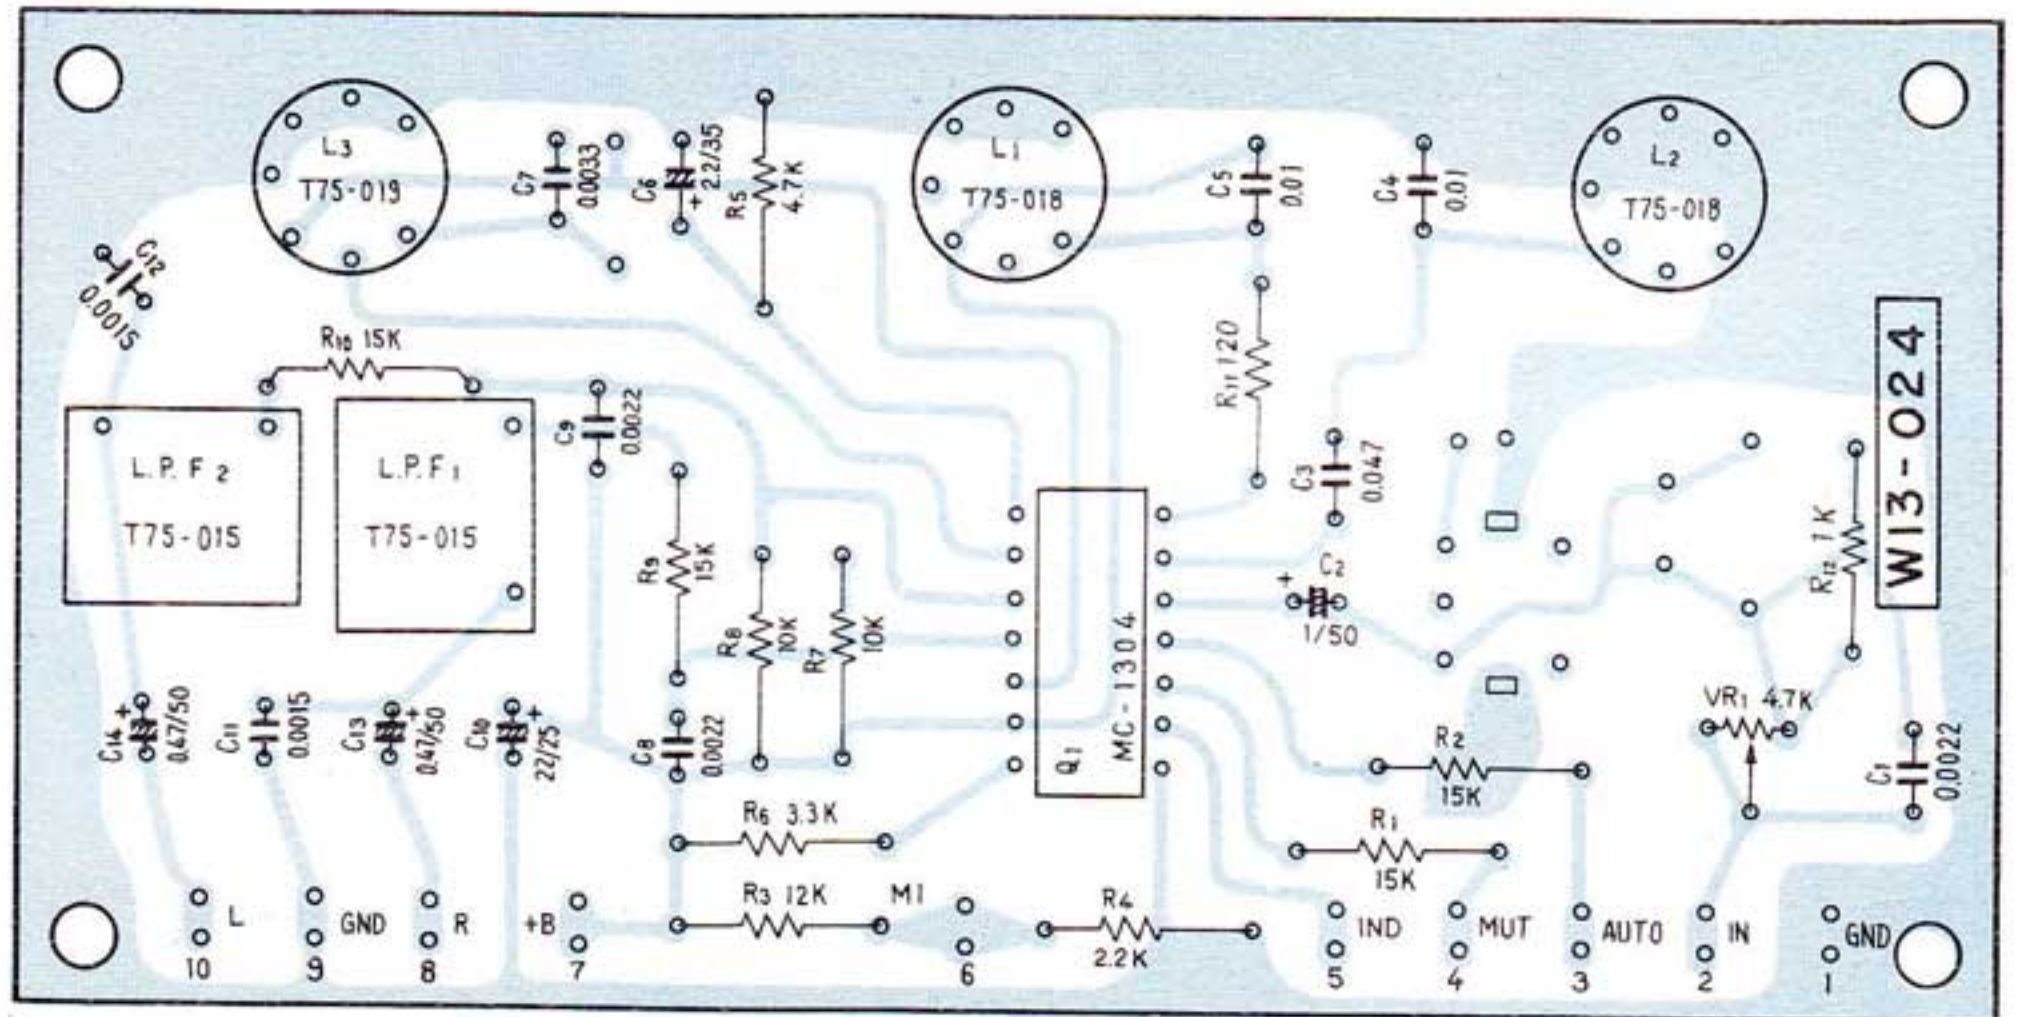 L3
T75-019
C7
0.0033
C6
2.2/35
+
R5
4.7K
L1
T75-018
C5
0.01
C4
0.01
L2
T75-018
C12
0.0015
R10 15K
R11 120
W13-024
L.P.F2
T75-015
L.P.F1
T75-015
C9
0.0022
C3
0.047
R9
15K
R8
10K
R7
10K
Q1
MC-1304
+
C2
1/50
R12 1K
C14
+
0.47/50
C11
0.0015
C13
+
0.47/50
C10
+
22/25
C8
0.0022
R2
15K
VR1 4.7K
C1
0.0022
R6 3.3K
R1
15K
R3 12K
M1
R4
2.2K
L
GND
R
+B
IND
MUT
AUTO
IN
GND
10
9
8
7
6
5
4
3
2
1